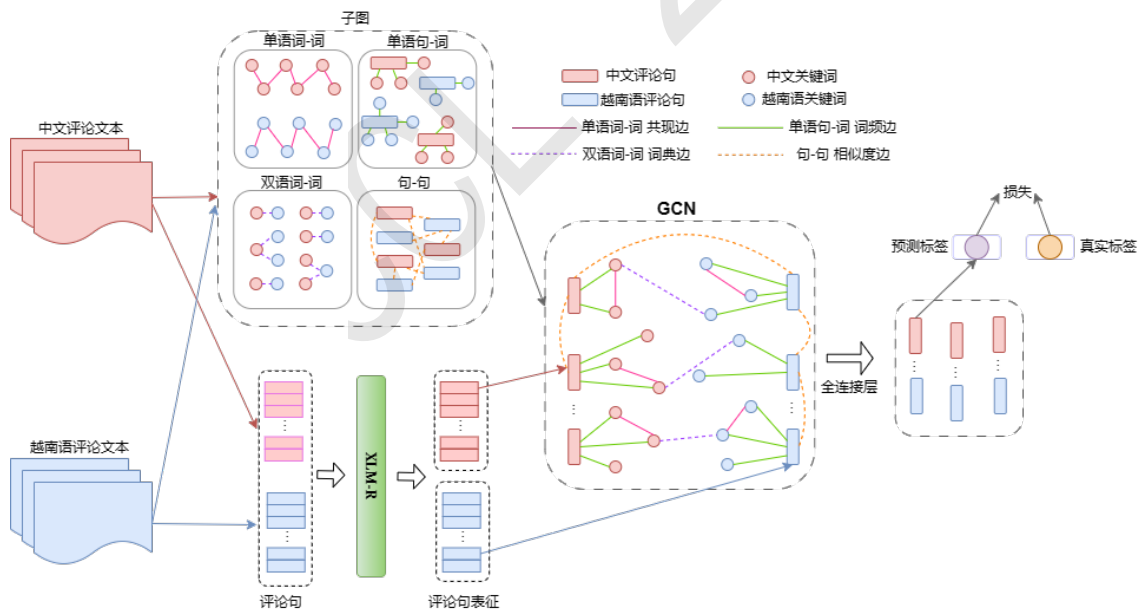 子图
单语词-词
单语句-词
双语词-词
句-句
中文评论句
中文关键词
越南语评论句
越南语关键词
单语词-词 共现边
单语句-词 词频边
双语词-词 词典边
句-句 相似度边
中文评论文本
越南语评论文本
GCN
损失
预测标签
真实标签
全连接层
XLM-R
评论句
评论句表征